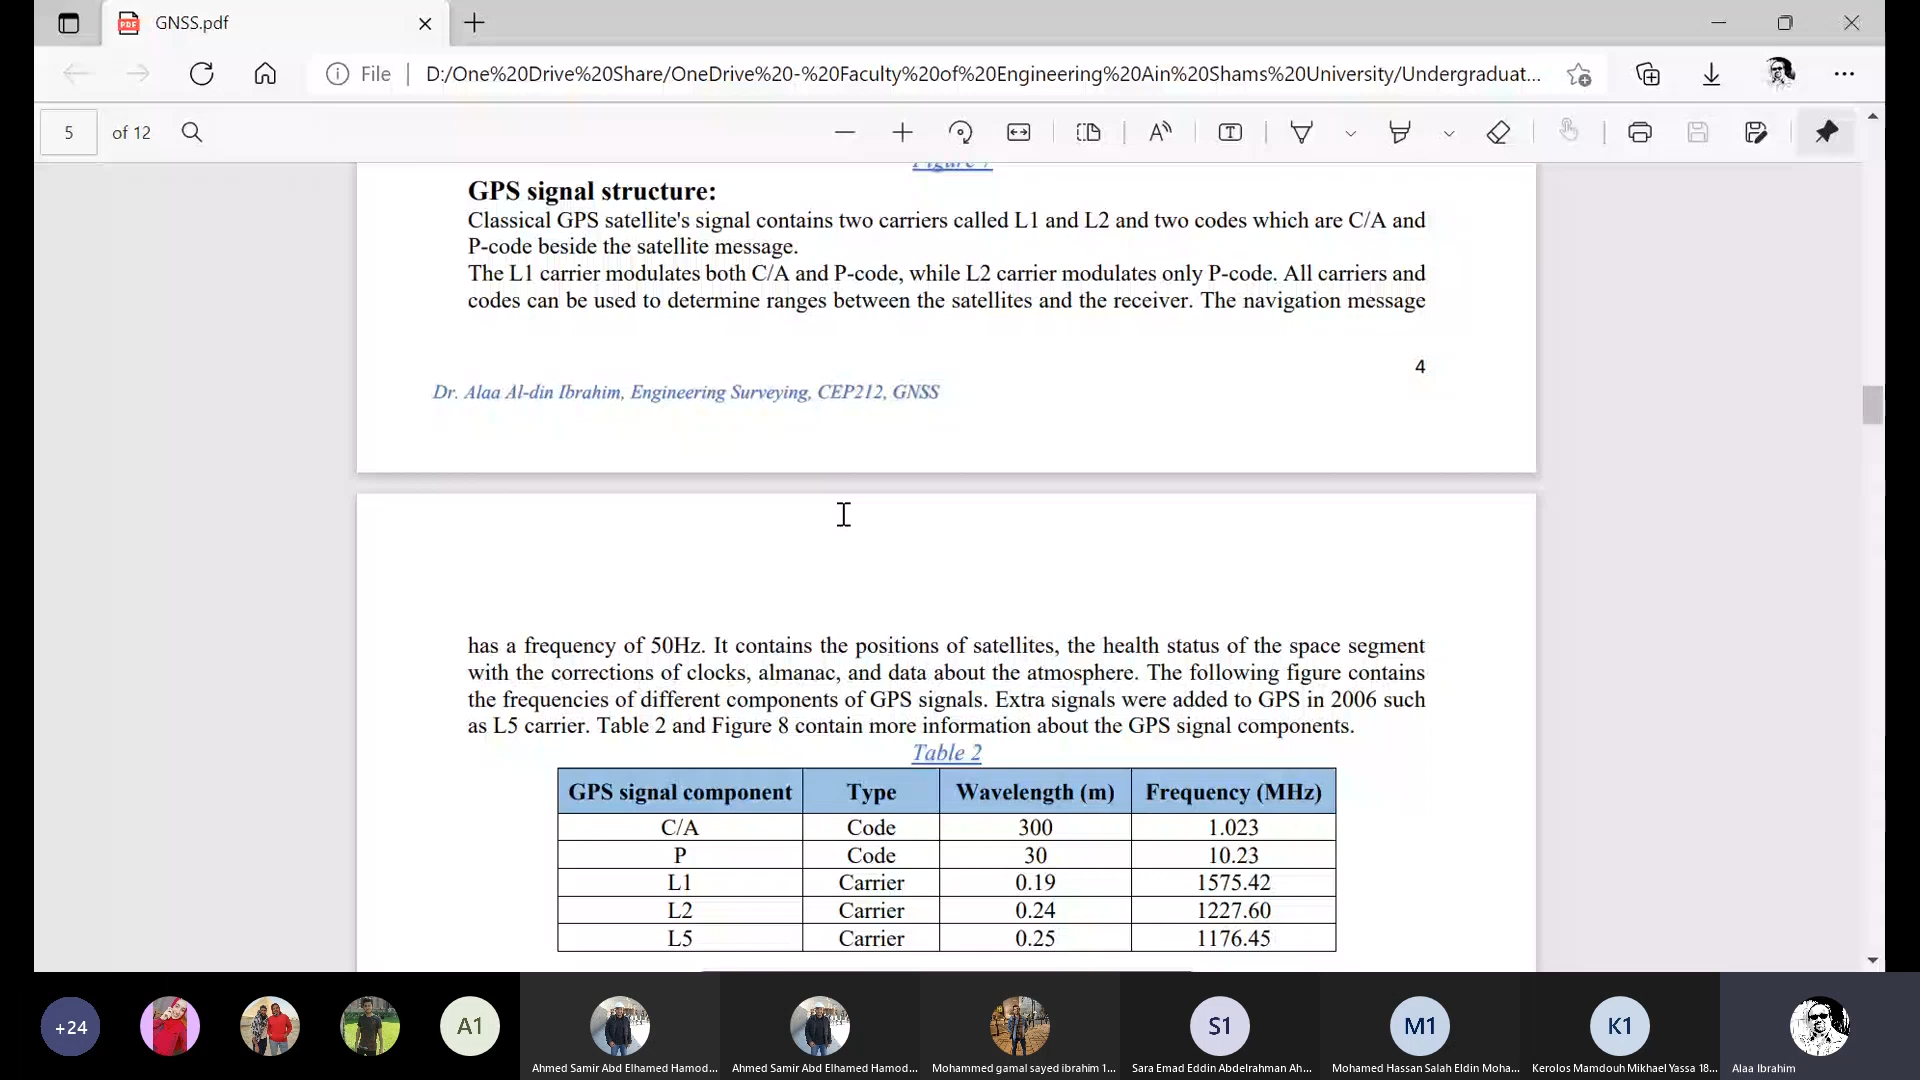 GNSS.pdf
File
D:/One%20Drive%20Share/OneDrive%20-%20Faculty%20of%20Engineering%20Ain%20Shams%20University/Undergraduat...
5 of 12
GPS signal structure:
Classical GPS satellite's signal contains two carriers called L1 and L2 and two codes which are C/A and
P-code beside the satellite message.
The L1 carrier modulates both C/A and P-code, while L2 carrier modulates only P-code. All carriers and
codes can be used to determine ranges between the satellites and the receiver. The navigation message
4
Dr. Alaa Al-din Ibrahim, Engineering Surveying, CEP212, GNSS
has a frequency of 50Hz. It contains the positions of satellites, the health status of the space segment
with the corrections of clocks, almanac, and data about the atmosphere. The following figure contains
the frequencies of different components of GPS signals. Extra signals were added to GPS in 2006 such
as L5 carrier. Table 2 and Figure 8 contain more information about the GPS signal components.
Table 2
GPS signal component Type Wavelength (m) Frequency (MHz)
C/A Code 300 1.023
P Code 30 10.23
L1 Carrier 0.19 1575.42
L2 Carrier 0.24 1227.60
L5 Carrier 0.25 1176.45
+24 A1 S1 M1 K1
Ahmed Samir Abd Elhamed Hamod... Ahmed Samir Abd Elhamed Hamod... Mohammed gamal sayed ibrahim 1... Sara Emad Eddin Abdelrahman Ah... Mohamed Hassan Salah Eldin Moha... Kerolos Mamdouh Mikhael Yassa 18... Alaa Ibrahim